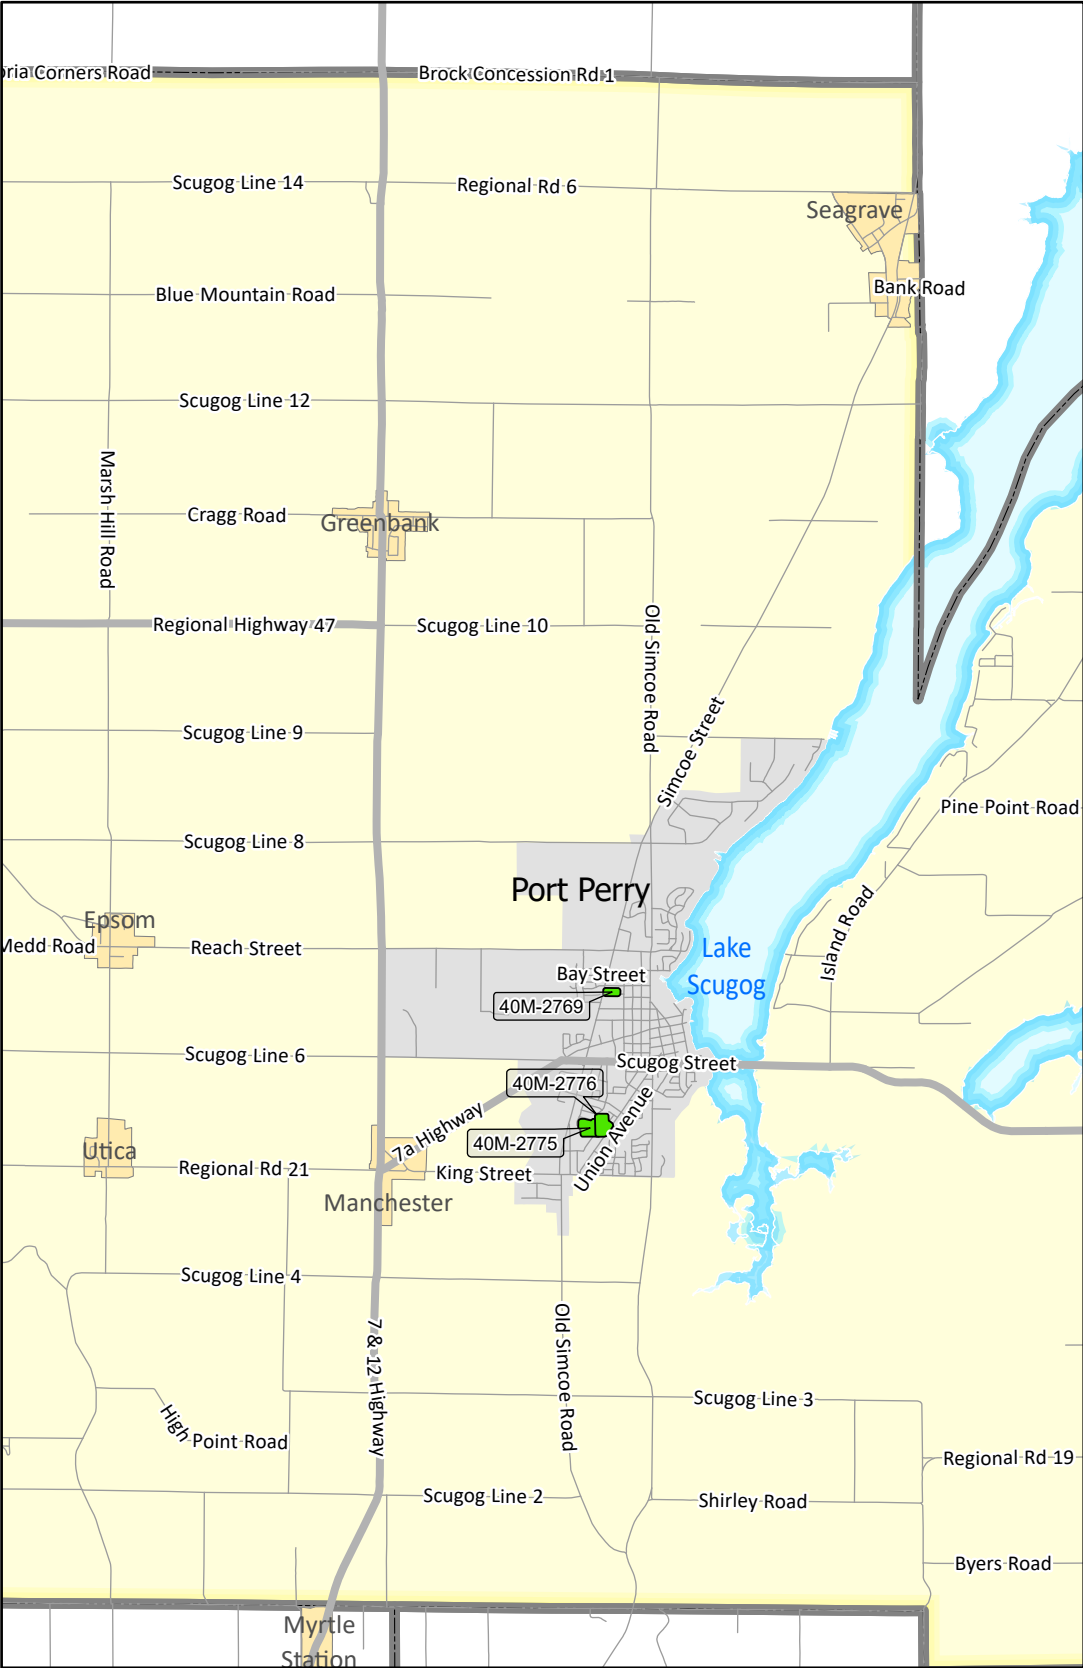 oria Corners Road
Brock Concession Rd 1
Scugog Line 14
Regional Rd 6
Seagrave
Bank Road
Blue Mountain Road
Scugog Line 12
Marsh Hill Road
Cragg Road
Greenbank
Regional Highway 47
Scugog Line 10
Old Simcoe Road
Simcoe Street
Scugog Line 9
Pine Point Road
Scugog Line 8
Port Perry
Island Road
Epsom
Medd Road
Reach Street
Lake
Scugog
Bay Street
40M-2769
Scugog Line 6
Scugog Street
40M-2776
7a Highway
40M-2775
Union Avenue
Utica
Regional Rd 21
King Street
Manchester
Scugog Line 4
7 & 12 Highway
Old Simcoe Road
Scugog Line 3
High Point Road
Regional Rd 19
Scugog Line 2
Shirley Road
Byers Road
Myrtle
Station